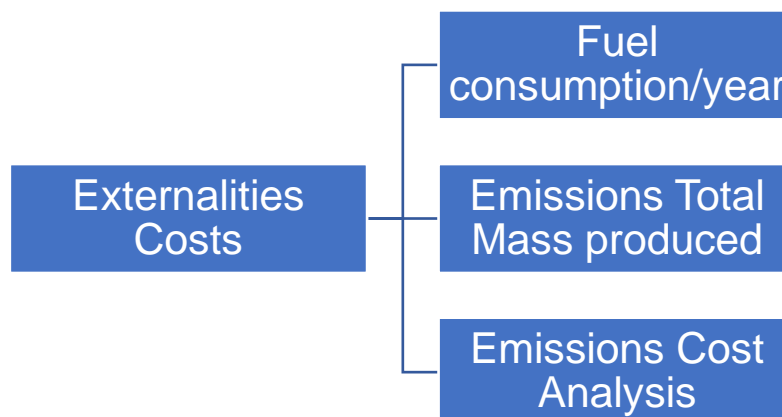 Fuel
consumption/year
Externalities
Costs
Emissions Total
Mass produced
Emissions Cost
Analysis